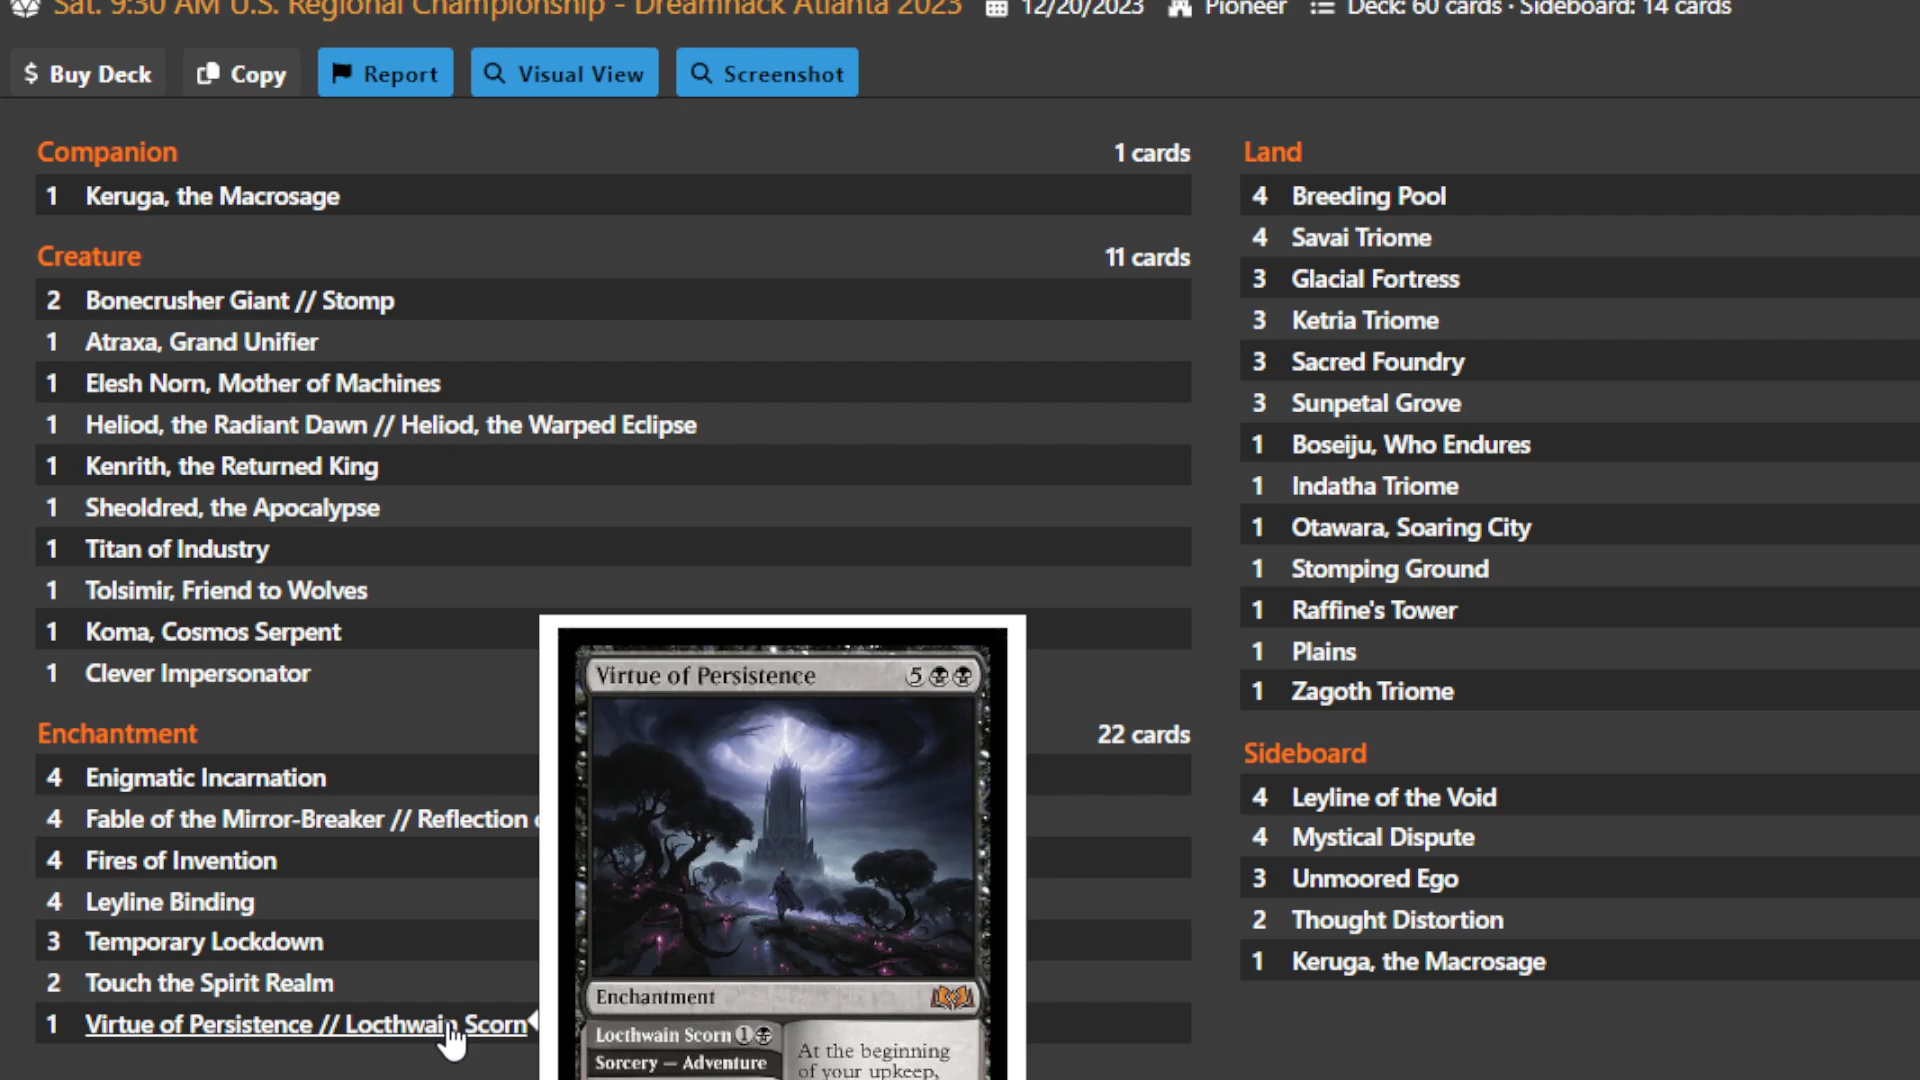 Sat. 9:30 AM U.S. Regional Championship - Dreamhack Atlanta 2023 12/20/2023 Pioneer Deck: 60 cards · Sideboard: 14 cards
$ Buy Deck Copy Report Visual View Screenshot
Companion 1 cards
1 Keruga, the Macrosage
Creature 11 cards
2 Bonecrusher Giant // Stomp
1 Atraxa, Grand Unifier
1 Elesh Norn, Mother of Machines
1 Heliod, the Radiant Dawn // Heliod, the Warped Eclipse
1 Kenrith, the Returned King
1 Sheoldred, the Apocalypse
1 Titan of Industry
1 Tolsimir, Friend to Wolves
1 Koma, Cosmos Serpent
1 Clever Impersonator
Enchantment 22 cards
4 Enigmatic Incarnation
4 Fable of the Mirror-Breaker // Reflection
4 Fires of Invention
4 Leyline Binding
3 Temporary Lockdown
2 Touch the Spirit Realm
1 Virtue of Persistence // Locthwain Scorn
Virtue of Persistence 5
Enchantment
Locthwain Scorn 1
Sorcery — Adventure
At the beginning
of your upkeep,
Land
4 Breeding Pool
4 Savai Triome
3 Glacial Fortress
3 Ketria Triome
3 Sacred Foundry
3 Sunpetal Grove
1 Boseiju, Who Endures
1 Indatha Triome
1 Otawara, Soaring City
1 Stomping Ground
1 Raffine's Tower
1 Plains
1 Zagoth Triome
Sideboard
4 Leyline of the Void
4 Mystical Dispute
3 Unmoored Ego
2 Thought Distortion
1 Keruga, the Macrosage